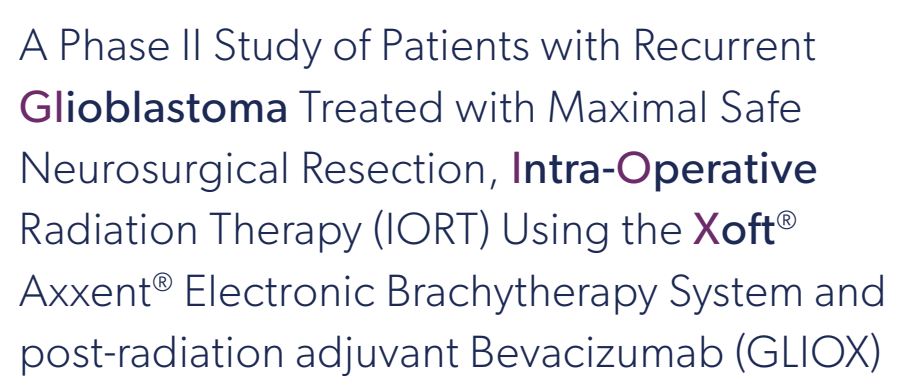 A Phase II Study of Patients with Recurrent
Glioblastoma Treated with Maximal Safe
Neurosurgical Resection, Intra-Operative
Radiation Therapy (IORT) Using the Xoft®
Axxent® Electronic Brachytherapy System and
post-radiation adjuvant Bevacizumab (GLIOX)